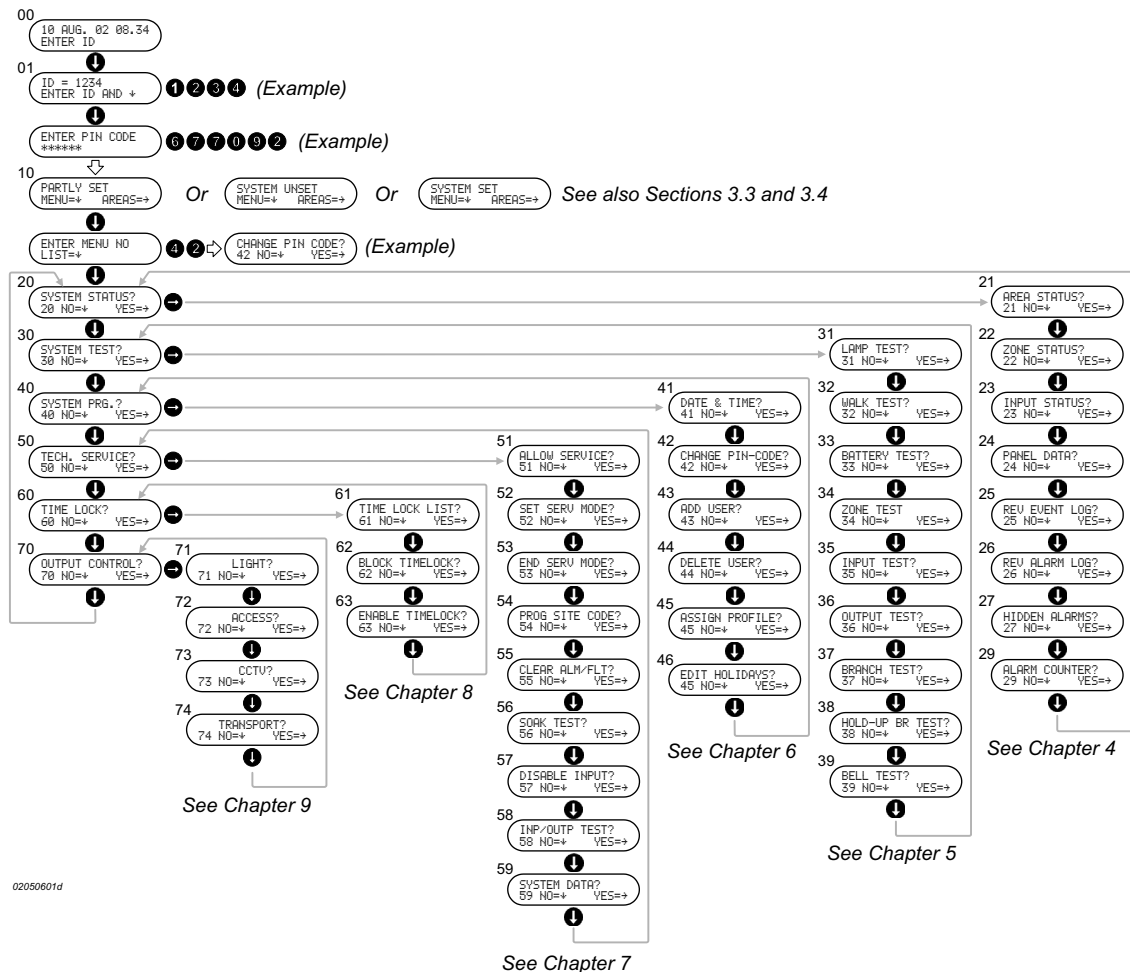 00
10 AUG. 02 08.34
ENTER ID
01
ID = 1234
ENTER ID AND ↓
1 2 3 4 (Example)
ENTER PIN CODE
******
6 7 7 0 9 2 (Example)
10
PARTLY SET
MENU=↓ AREAS=→
Or
SYSTEM UNSET
MENU=↓ AREAS=→
Or
SYSTEM SET
MENU=↓ AREAS=→
See also Sections 3.3 and 3.4
ENTER MENU NO
LIST=↓
4 2
CHANGE PIN CODE?
42 NO=↓ YES=→
(Example)
20
SYSTEM STATUS?
20 NO=↓ YES=→
30
SYSTEM TEST?
30 NO=↓ YES=→
40
SYSTEM PRG.?
40 NO=↓ YES=→
50
TECH. SERVICE?
50 NO=↓ YES=→
60
TIME LOCK?
60 NO=↓ YES=→
70
OUTPUT CONTROL?
70 NO=↓ YES=→
71
LIGHT?
71 NO=↓ YES=→
72
ACCESS?
72 NO=↓ YES=→
73
CCTV?
73 NO=↓ YES=→
74
TRANSPORT?
74 NO=↓ YES=→
See Chapter 9
61
TIME LOCK LIST?
61 NO=↓ YES=→
62
BLOCK TIMELOCK?
62 NO=↓ YES=→
63
ENABLE TIMELOCK?
63 NO=↓ YES=→
See Chapter 8
51
ALLOW SERVICE?
51 NO=↓ YES=→
52
SET SERV MODE?
52 NO=↓ YES=→
53
END SERV MODE?
53 NO=↓ YES=→
54
PROG SITE CODE?
54 NO=↓ YES=→
55
CLEAR ALM/FLT?
55 NO=↓ YES=→
56
SOAK TEST?
56 NO=↓ YES=→
57
DISABLE INPUT?
57 NO=↓ YES=→
58
INP/OUTP TEST?
58 NO=↓ YES=→
59
SYSTEM DATA?
59 NO=↓ YES=→
See Chapter 7
41
DATE & TIME?
41 NO=↓ YES=→
42
CHANGE PIN-CODE?
42 NO=↓ YES=→
43
ADD USER?
43 NO=↓ YES=→
44
DELETE USER?
44 NO=↓ YES=→
45
ASSIGN PROFILE?
45 NO=↓ YES=→
46
EDIT HOLIDAYS?
45 NO=↓ YES=→
See Chapter 6
31
LAMP TEST?
31 NO=↓ YES=→
32
WALK TEST?
32 NO=↓ YES=→
33
BATTERY TEST?
33 NO=↓ YES=→
34
ZONE TEST
34 NO=↓ YES=→
35
INPUT TEST?
35 NO=↓ YES=→
36
OUTPUT TEST?
36 NO=↓ YES=→
37
BRANCH TEST?
37 NO=↓ YES=→
38
HOLD-UP BR TEST?
38 NO=↓ YES=→
39
BELL TEST?
39 NO=↓ YES=→
See Chapter 5
21
AREA STATUS?
21 NO=↓ YES=→
22
ZONE STATUS?
22 NO=↓ YES=→
23
INPUT STATUS?
23 NO=↓ YES=→
24
PANEL DATA?
24 NO=↓ YES=→
25
REV EVENT LOG?
25 NO=↓ YES=→
26
REV ALARM LOG?
26 NO=↓ YES=→
27
HIDDEN ALARMS?
27 NO=↓ YES=→
29
ALARM COUNTER?
29 NO=↓ YES=→
See Chapter 4
02050601d